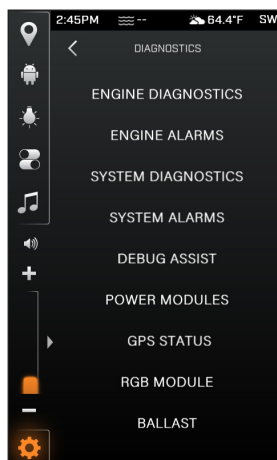 2:45PM -- 64.4°F SW
DIAGNOSTICS
ENGINE DIAGNOSTICS
ENGINE ALARMS
SYSTEM DIAGNOSTICS
SYSTEM ALARMS
DEBUG ASSIST
POWER MODULES
GPS STATUS
RGB MODULE
BALLAST